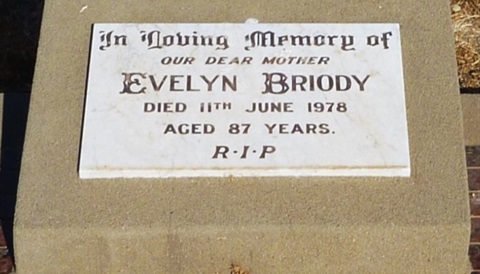 In Loving Memory of
OUR DEAR MOTHER
EVELYN BRIODY
DIED 11TH JUNE 1978
AGED 87 YEARS.
R·I·P